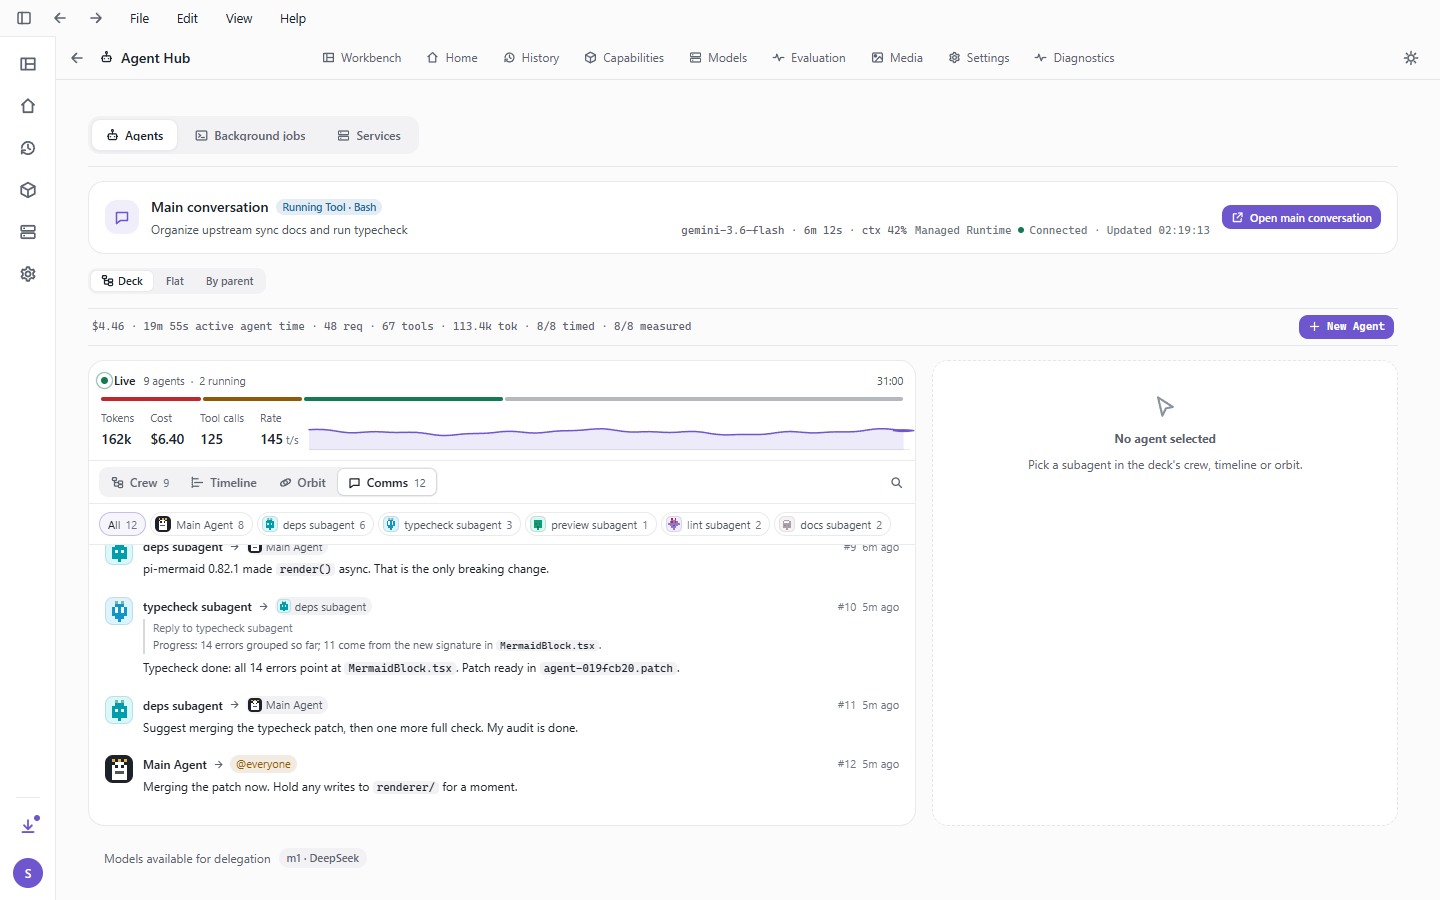 File Edit View Help
Agent Hub
Workbench Home History Capabilities Models Evaluation Media Settings Diagnostics
Agents Background jobs Services
Main conversation Running Tool · Bash
Organize upstream sync docs and run typecheck
gemini-3.6-flash · 6m 12s · ctx 42% Managed Runtime Connected · Updated 02:19:13
Open main conversation
Deck Flat By parent
$4.46 · 19m 55s active agent time · 48 req · 67 tools · 113.4k tok · 8/8 timed · 8/8 measured
New Agent
Live 9 agents · 2 running 31:00
Tokens Cost Tool calls Rate
162k $6.40 125 145 t/s
Crew 9 Timeline Orbit Comms 12
All 12 Main Agent 8 deps subagent 6 typecheck subagent 3 preview subagent 1 lint subagent 2 docs subagent 2
deps subagent → Main Agent #9 6m ago
pi-mermaid 0.82.1 made render() async. That is the only breaking change.
typecheck subagent → deps subagent #10 5m ago
Reply to typecheck subagent
Progress: 14 errors grouped so far; 11 come from the new signature in MermaidBlock.tsx.
Typecheck done: all 14 errors point at MermaidBlock.tsx. Patch ready in agent-019fcb20.patch.
deps subagent → Main Agent #11 5m ago
Suggest merging the typecheck patch, then one more full check. My audit is done.
Main Agent → @everyone #12 5m ago
Merging the patch now. Hold any writes to renderer/ for a moment.
No agent selected
Pick a subagent in the deck's crew, timeline or orbit.
Models available for delegation m1 · DeepSeek
S